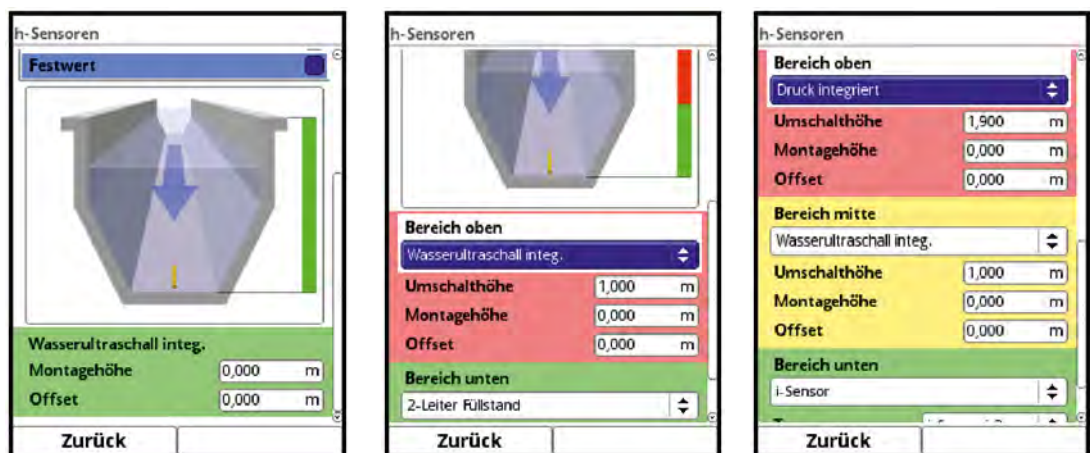 h-Sensoren
Festwert
Wasserultraschall integ.
Montagehöhe 0,000 m
Offset 0,000 m
Zurück
h-Sensoren
Bereich oben
Wasserultraschall integ.
Umschalthöhe 1,000 m
Montagehöhe 0,000 m
Offset 0,000 m
Bereich unten
2-Leiter Füllstand
Zurück
h-Sensoren
Bereich oben
Druck integriert
Umschalthöhe 1,900 m
Montagehöhe 0,000 m
Offset 0,000 m
Bereich mitte
Wasserultraschall integ.
Umschalthöhe 1,000 m
Montagehöhe 0,000 m
Offset 0,000 m
Bereich unten
i-Sensor
Zurück